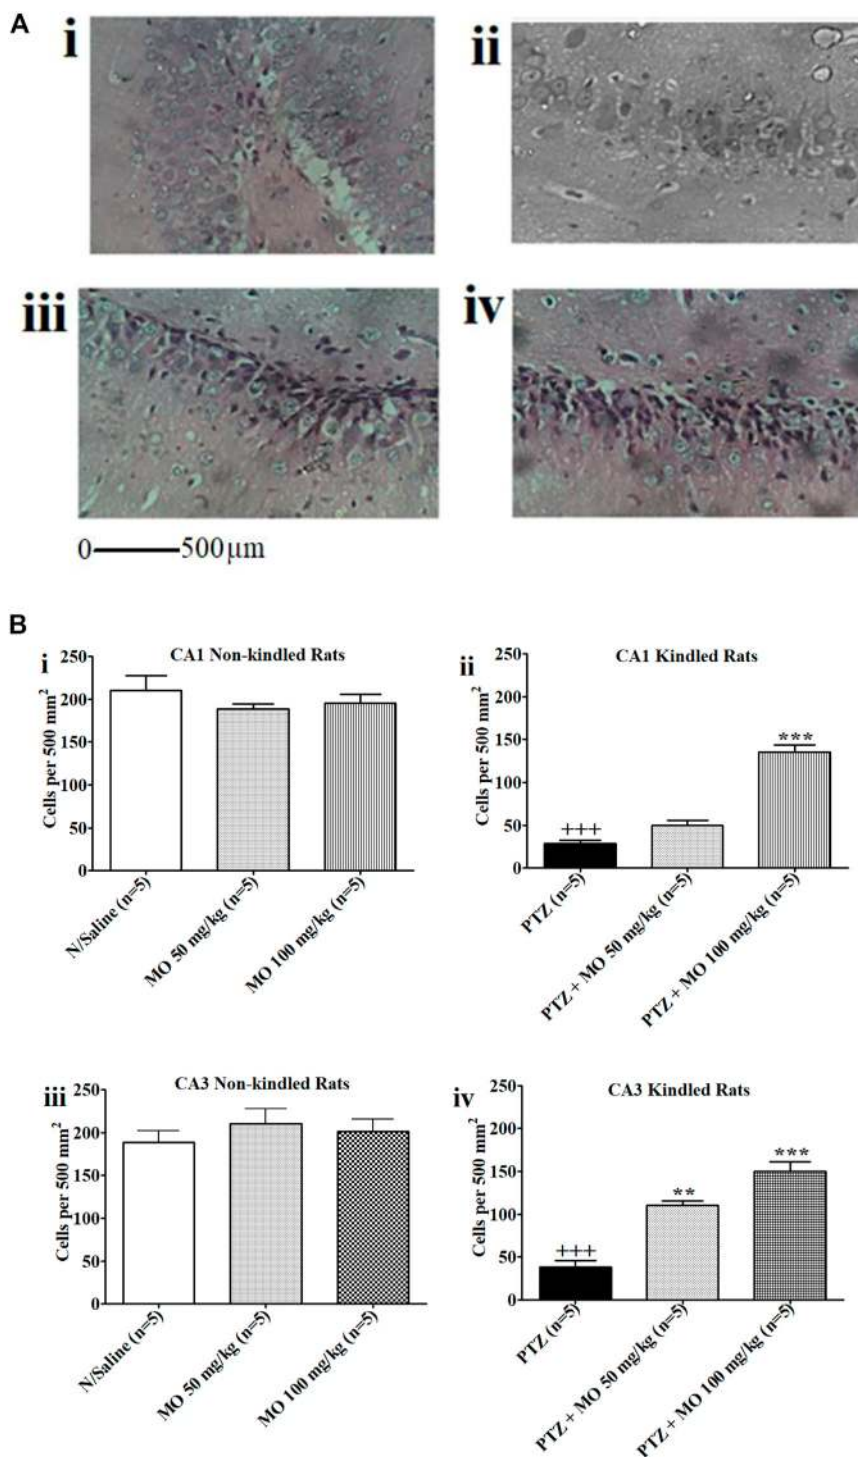 A
i
ii
iii
iv
0 500 µm
B
i
CA1 Non-kindled Rats
Cells per 500 mm²
250
200
150
100
50
0
N/Saline (n=5)
MO 50 mg/kg (n=5)
MO 100 mg/kg (n=5)
ii
CA1 Kindled Rats
Cells per 500 mm²
250
200
150
100
50
0
+++
***
PTZ (n=5)
PTZ + MO 50 mg/kg (n=5)
PTZ + MO 100 mg/kg (n=5)
iii
CA3 Non-kindled Rats
Cells per 500 mm²
250
200
150
100
50
0
N/Saline (n=5)
MO 50 mg/kg (n=5)
MO 100 mg/kg (n=5)
iv
CA3 Kindled Rats
Cells per 500 mm²
250
200
150
100
50
0
+++
**
***
PTZ (n=5)
PTZ + MO 50 mg/kg (n=5)
PTZ + MO 100 mg/kg (n=5)